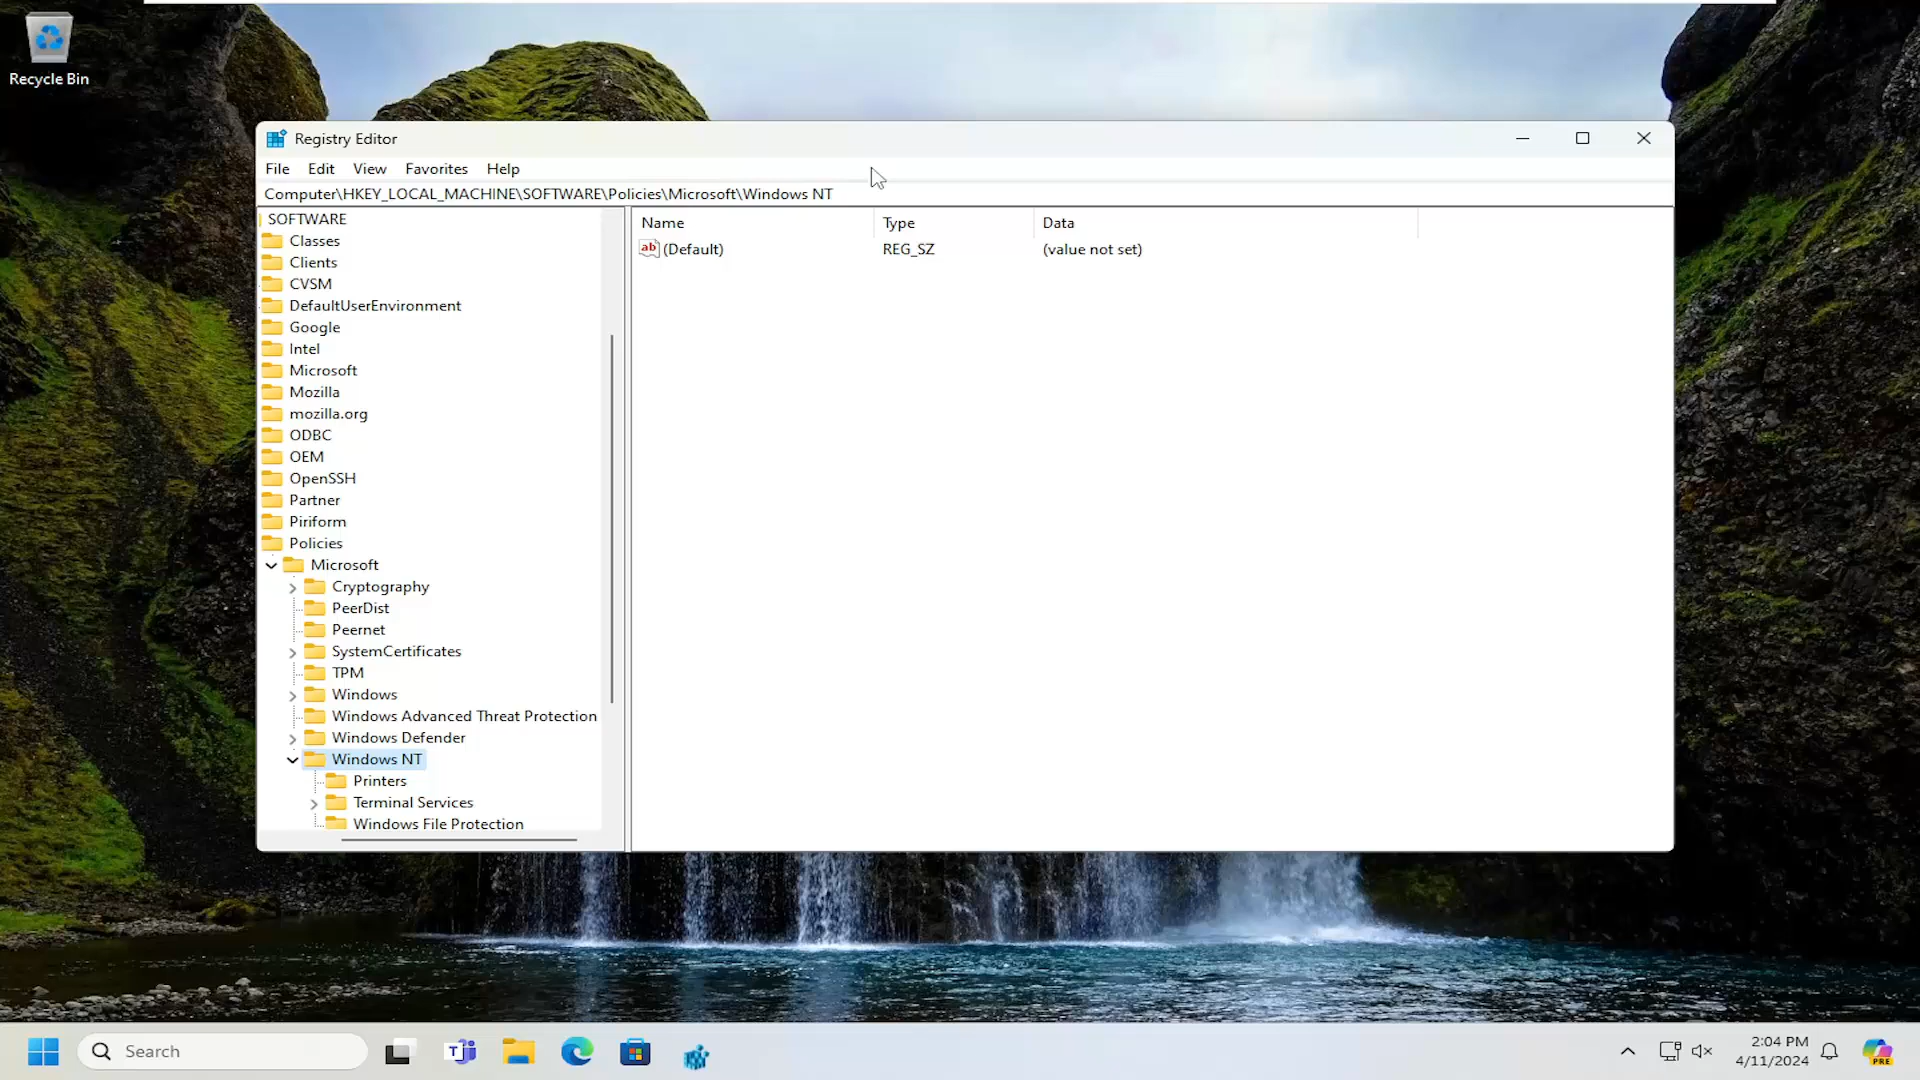 Recycle Bin
Registry Editor
File Edit View Favorites Help
Computer\HKEY_LOCAL_MACHINE\SOFTWARE\Policies\Microsoft\Windows NT
SOFTWARE
Classes
Clients
CVSM
DefaultUserEnvironment
Google
Intel
Microsoft
Mozilla
mozilla.org
ODBC
OEM
OpenSSH
Partner
Piriform
Policies
Microsoft
Cryptography
PeerDist
Peernet
SystemCertificates
TPM
Windows
Windows Advanced Threat Protection
Windows Defender
Windows NT
Printers
Terminal Services
Windows File Protection
Name Type Data
ab (Default) REG_SZ (value not set)
Search
T
2:04 PM
4/11/2024
PRE